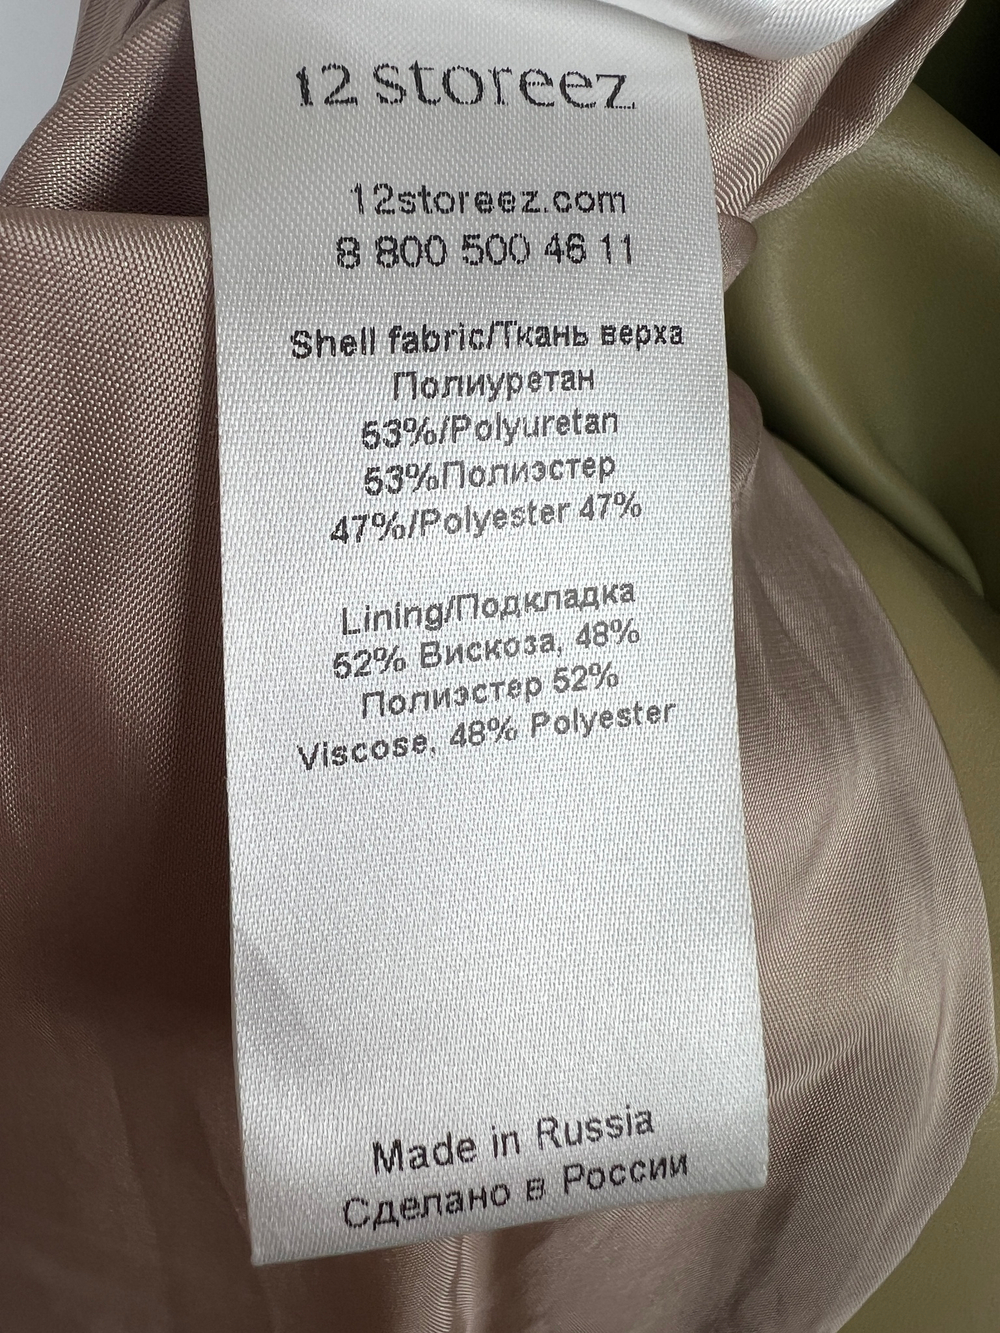 12 storeez
12storeez.com
8 800 500 46 11
Shell fabric/Ткань верха
Полиуретан
53%/Polyuretan
53%Полиэстер
47%/Polyester 47%
Lining/Подкладка
52% Вискоза, 48%
Полиэстер 52%
Viscose, 48% Polyester
Made in Russia
Сделано в России